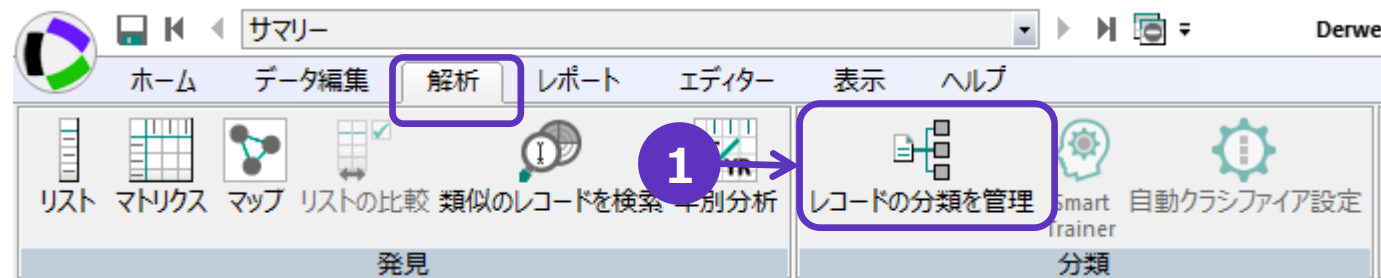 サマリー
Derwe
ホーム データ編集 解析 レポート エディター 表示 ヘルプ
1
リスト マトリクス マップ リストの比較 類似のレコードを検索 年別分析 レコードの分類を管理 Smart Trainer 自動クラシファイア設定
発見 分類